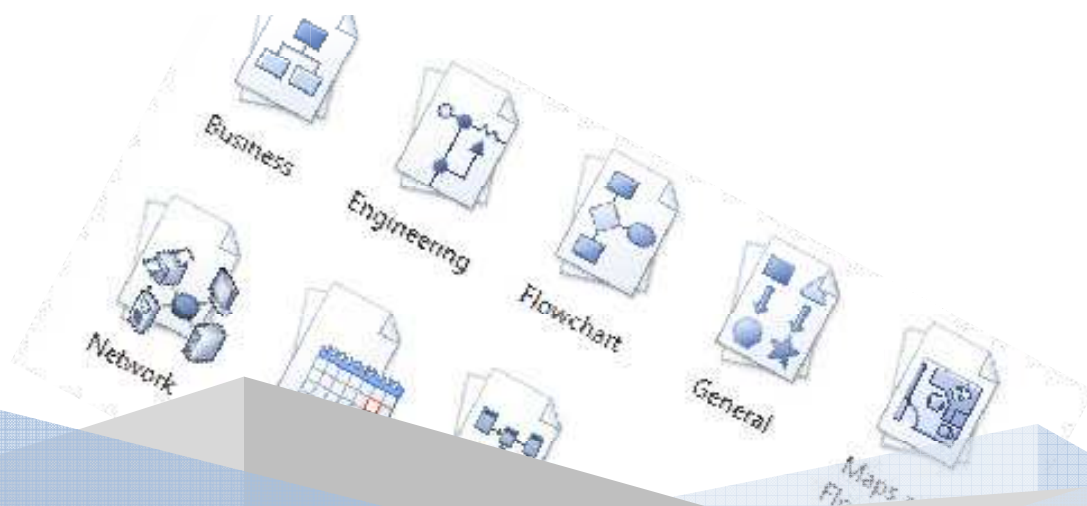 Business
Engineering
Flowchart
General
Maps
Network